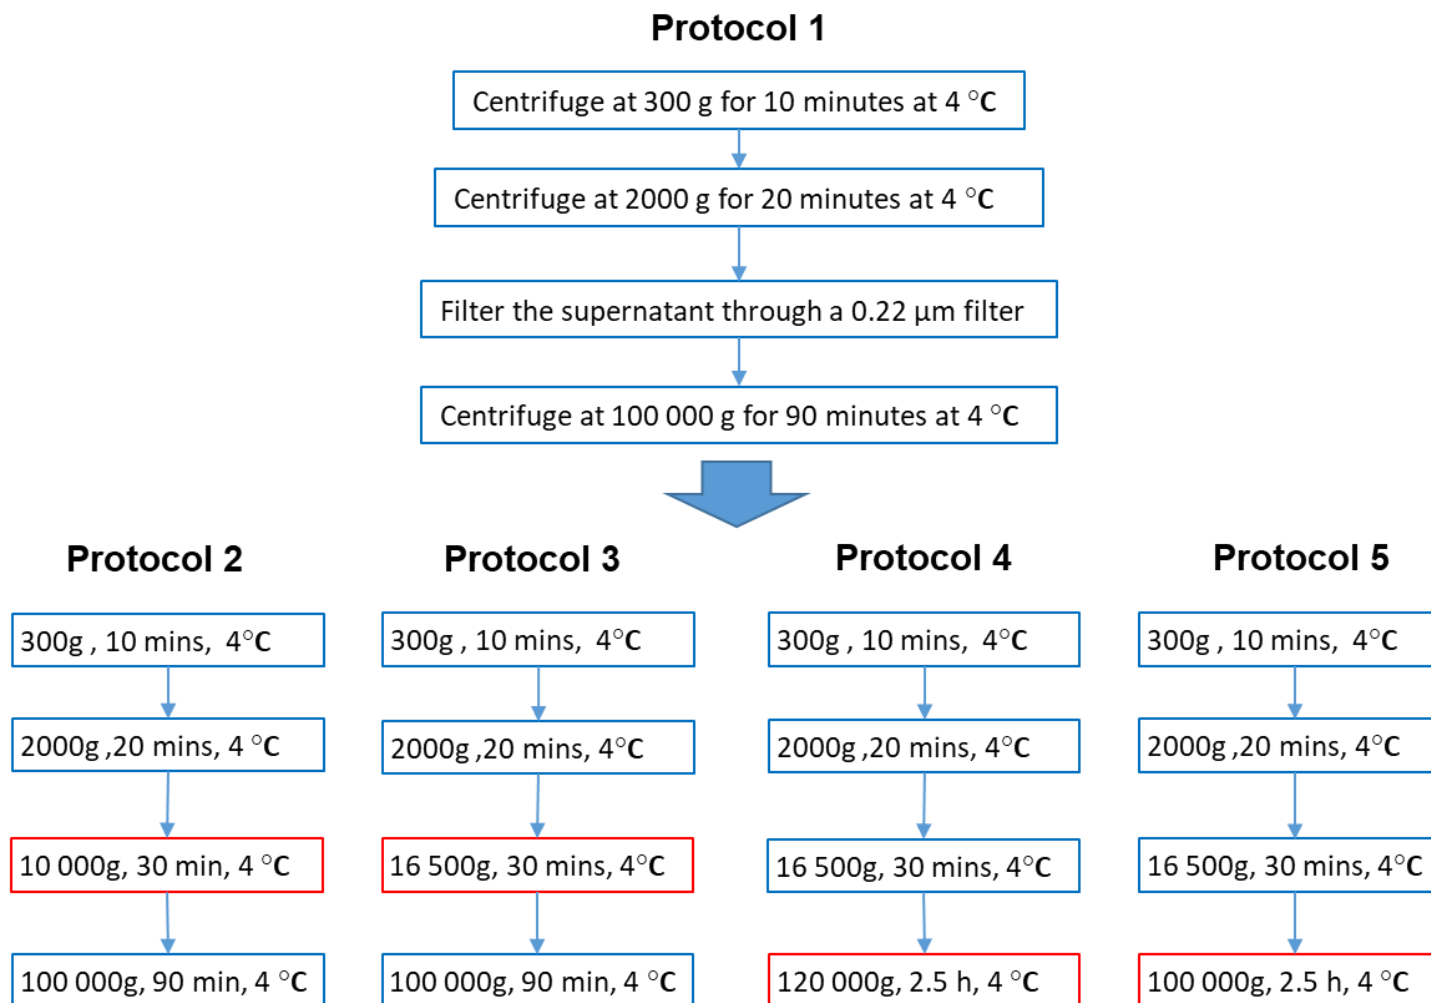 Protocol 1
Centrifuge at 300 g for 10 minutes at 4 °C
Centrifuge at 2000 g for 20 minutes at 4 °C
Filter the supernatant through a 0.22 µm filter
Centrifuge at 100 000 g for 90 minutes at 4 °C
Protocol 2
Protocol 3
Protocol 4
Protocol 5
300g , 10 mins, 4°C
300g , 10 mins, 4°C
300g , 10 mins, 4°C
300g , 10 mins, 4°C
2000g ,20 mins, 4 °C
2000g ,20 mins, 4°C
2000g ,20 mins, 4°C
2000g ,20 mins, 4°C
10 000g, 30 min, 4 °C
16 500g, 30 mins, 4°C
16 500g, 30 mins, 4°C
16 500g, 30 mins, 4°C
100 000g, 90 min, 4 °C
100 000g, 90 min, 4 °C
120 000g, 2.5 h, 4 °C
100 000g, 2.5 h, 4 °C